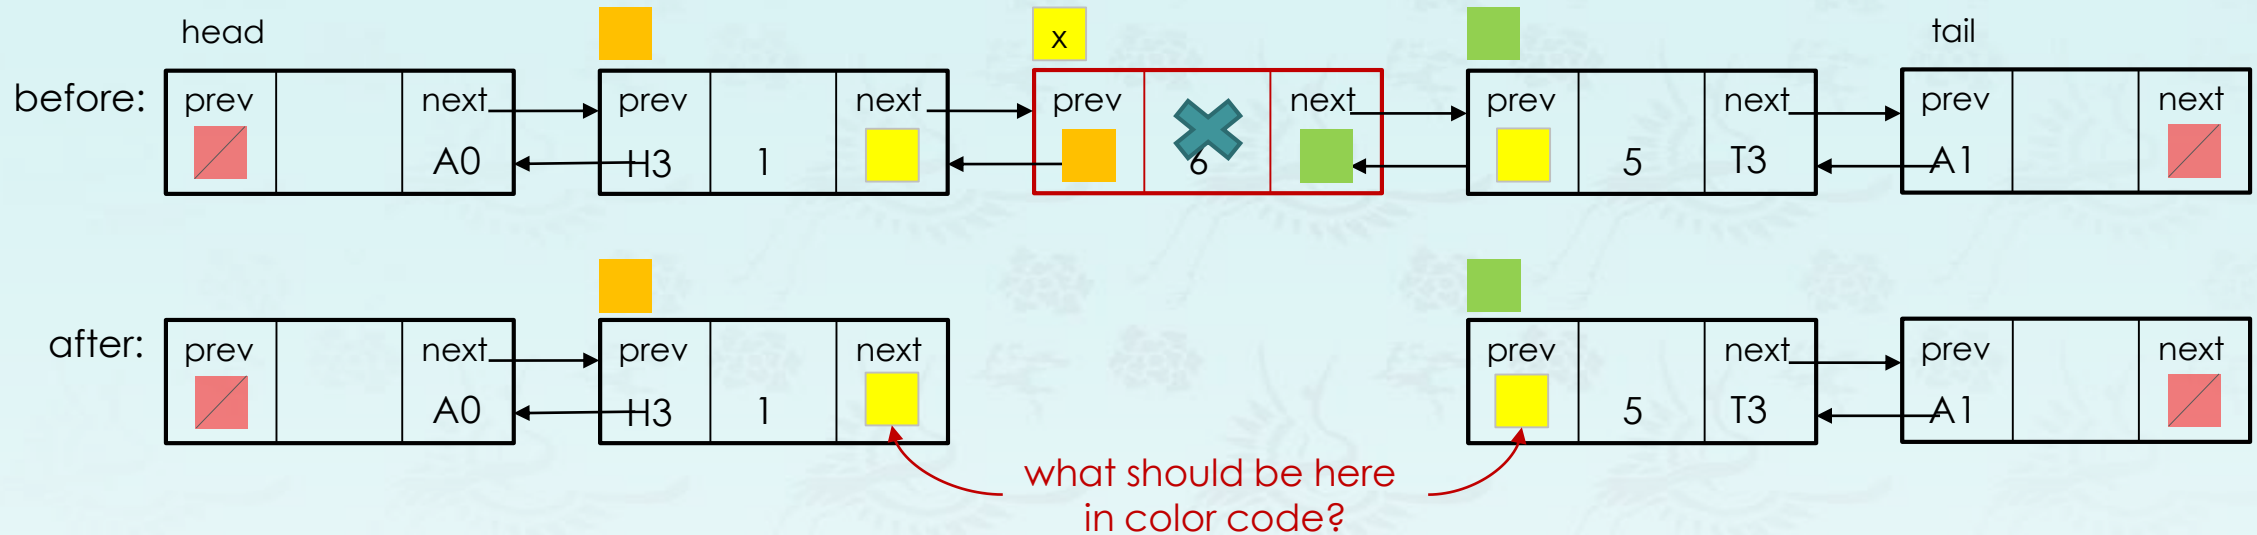 head x tail
before: prev next prev next prev next prev next prev next
A0 H3 1 6 5 T3 A1
after: prev next prev next prev next prev next
A0 H3 1 5 T3 A1
what should be here
in color code?